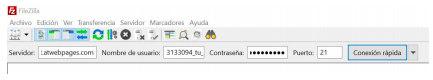 FileZilla
Archivo Edición Ver Transferencia Servidor Marcadores Ayuda
Servidor: :atwebpages.com Nombre de usuario: 3133094_tu_ Contraseña: ●●●●●●●●● Puerto: 21 Conexión rápida